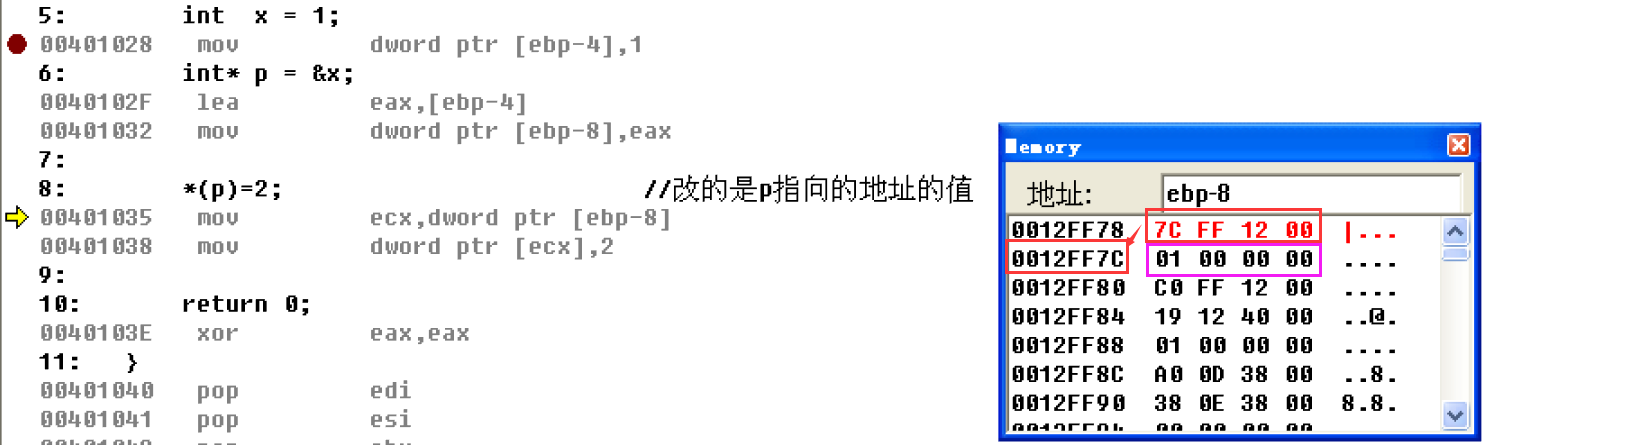 5: int x = 1;
00401028 mov dword ptr [ebp-4],1
6: int* p = &x;
0040102F lea eax,[ebp-4]
00401032 mov dword ptr [ebp-8],eax
7:
8: *(p)=2; //改的是p指向的地址的值
00401035 mov ecx,dword ptr [ebp-8]
00401038 mov dword ptr [ecx],2
9:
10: return 0;
0040103E xor eax,eax
11: }
00401040 pop edi
00401041 pop esi
Memory
地址: ebp-8
0012FF78 7C FF 12 00 |...
0012FF7C 01 00 00 00 ....
0012FF80 C0 FF 12 00 ....
0012FF84 19 12 40 00 ..@.
0012FF88 01 00 00 00 ....
0012FF8C A0 0D 38 00 ..8.
0012FF90 38 0E 38 00 8.8.